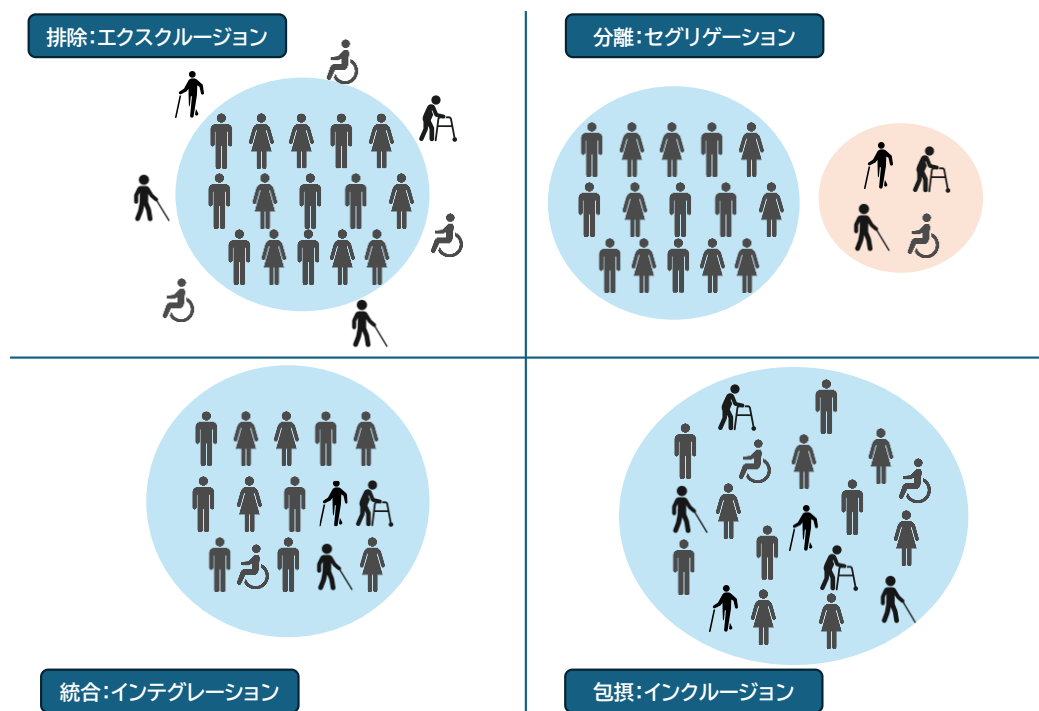 排除：エクスクルージョン
分離：セグリゲーション
統合：インテグレーション
包摂：インクルージョン